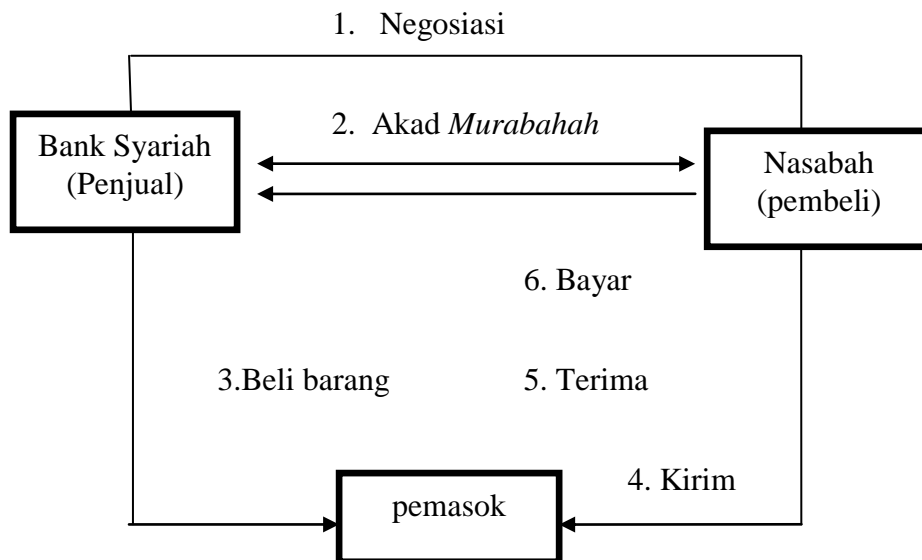 1. Negosiasi
2. Akad Murabahah
Bank Syariah
(Penjual)
Nasabah
(pembeli)
6. Bayar
3.Beli barang
5. Terima
4. Kirim
pemasok